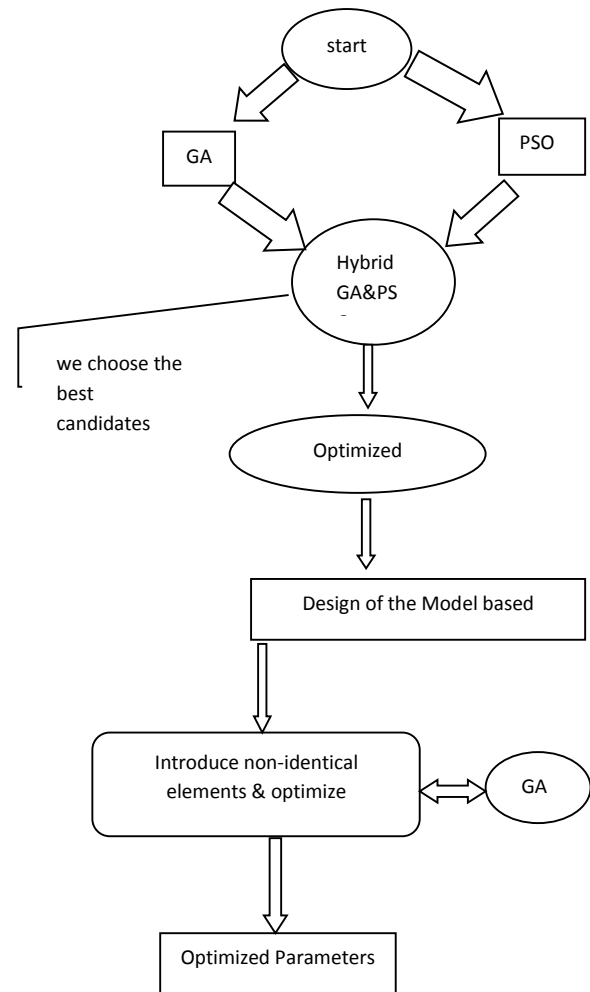 start
GA
PSO
Hybrid
GA&PS
we choose the
best
candidates
Optimized
Design of the Model based
Introduce non-identical
elements & optimize
GA
Optimized Parameters